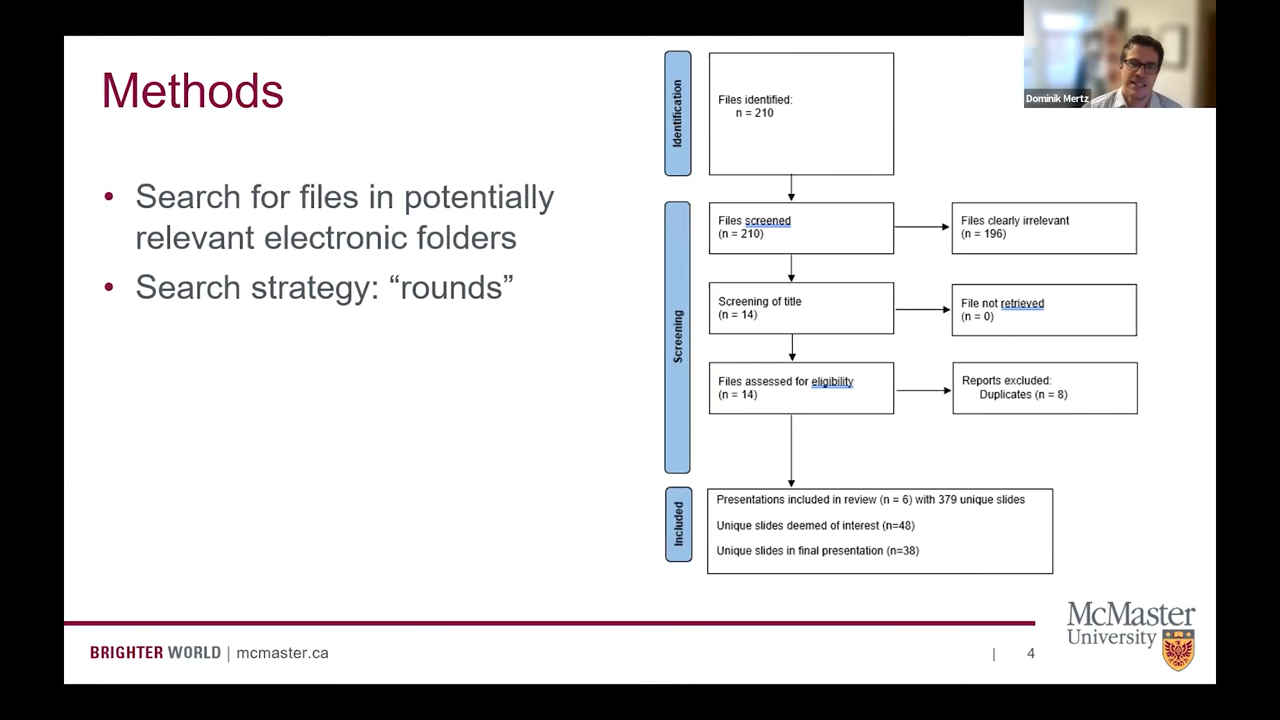 Methods
• Search for files in potentially
relevant electronic folders
• Search strategy: “rounds”
Identification
Files identified:
n = 210
Screening
Files screened
(n = 210)
Files clearly irrelevant
(n = 196)
Screening of title
(n = 14)
File not retrieved
(n = 0)
Files assessed for eligibility
(n = 14)
Reports excluded:
Duplicates (n = 8)
Included
Presentations included in review (n = 6) with 379 unique slides
Unique slides deemed of interest (n=48)
Unique slides in final presentation (n=38)
Dominik Mertz
BRIGHTER WORLD | mcmaster.ca
| 4
McMaster
University